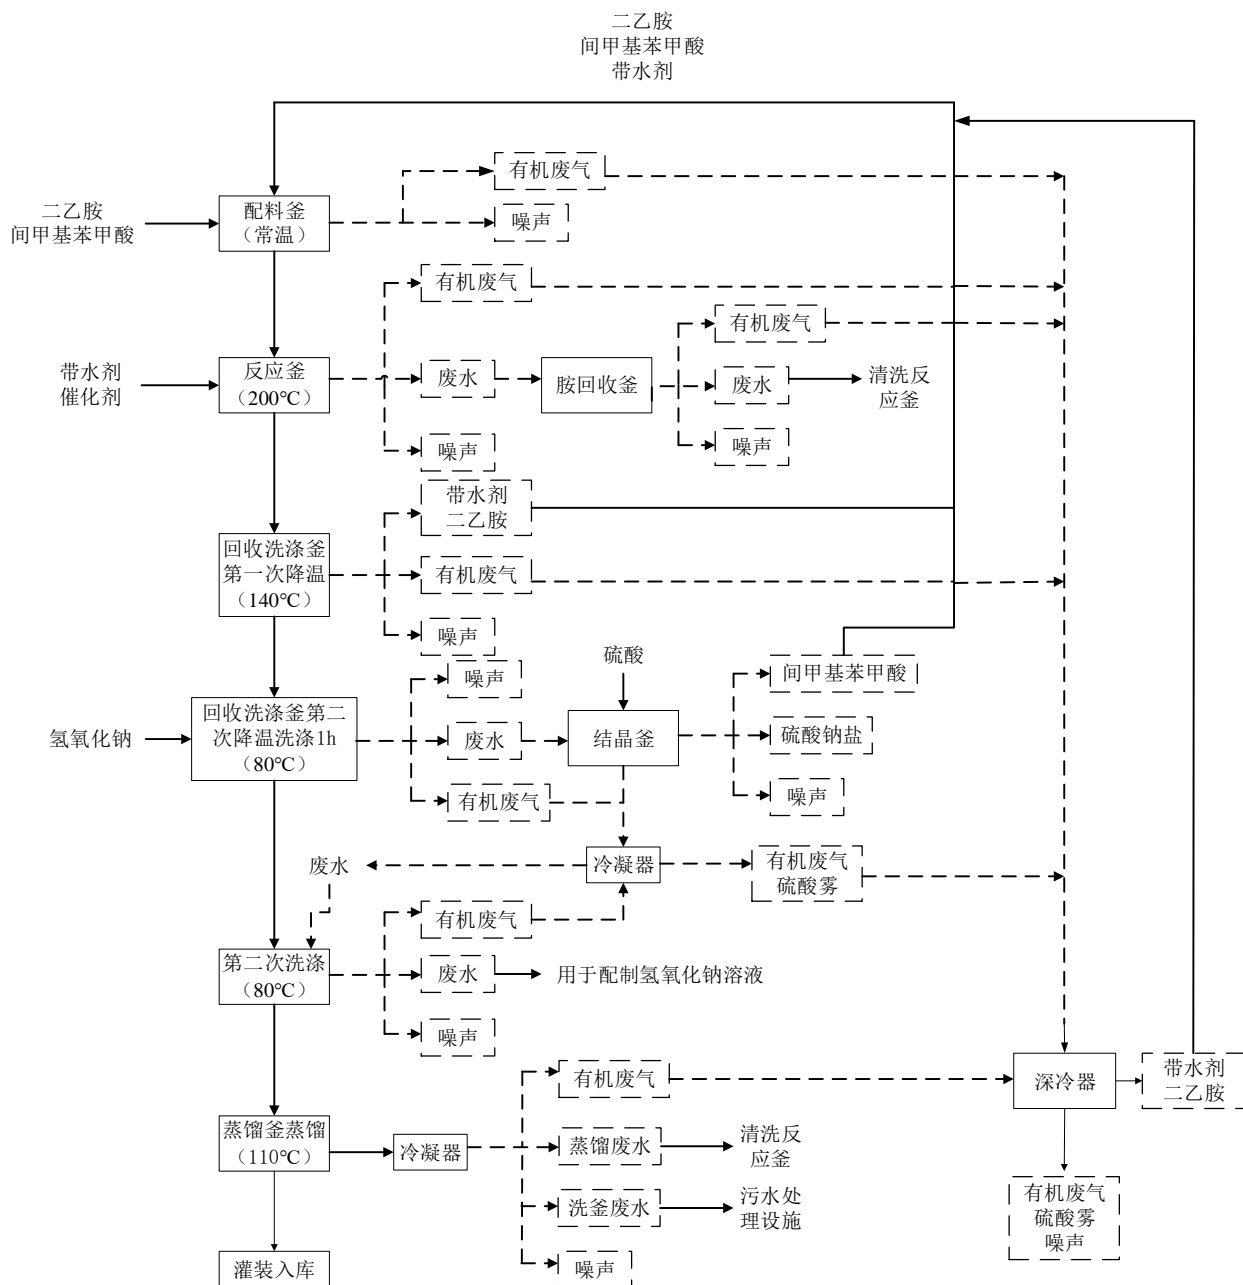 二乙胺
间甲基苯甲酸
带水剂
有机废气
二乙胺
间甲基苯甲酸
配料釜
（常温）
噪声
有机废气
有机废气
带水剂
催化剂
反应釜
（200℃）
废水
胺回收釜
废水
清洗反
应釜
噪声
噪声
带水剂
二乙胺
回收洗涤釜
第一次降温
（140℃）
有机废气
噪声
硫酸
噪声
间甲基苯甲酸
氢氧化钠
回收洗涤釜第二
次降温洗涤1h
（80℃）
废水
结晶釜
硫酸钠盐
有机废气
噪声
废水
冷凝器
有机废气
硫酸雾
有机废气
第二次洗涤
（80℃）
废水
用于配制氢氧化钠溶液
噪声
有机废气
深冷器
带水剂
二乙胺
蒸馏釜蒸馏
（110℃）
冷凝器
蒸馏废水
清洗反
应釜
洗釜废水
污水处
理设施
有机废气
硫酸雾
噪声
灌装入库
噪声